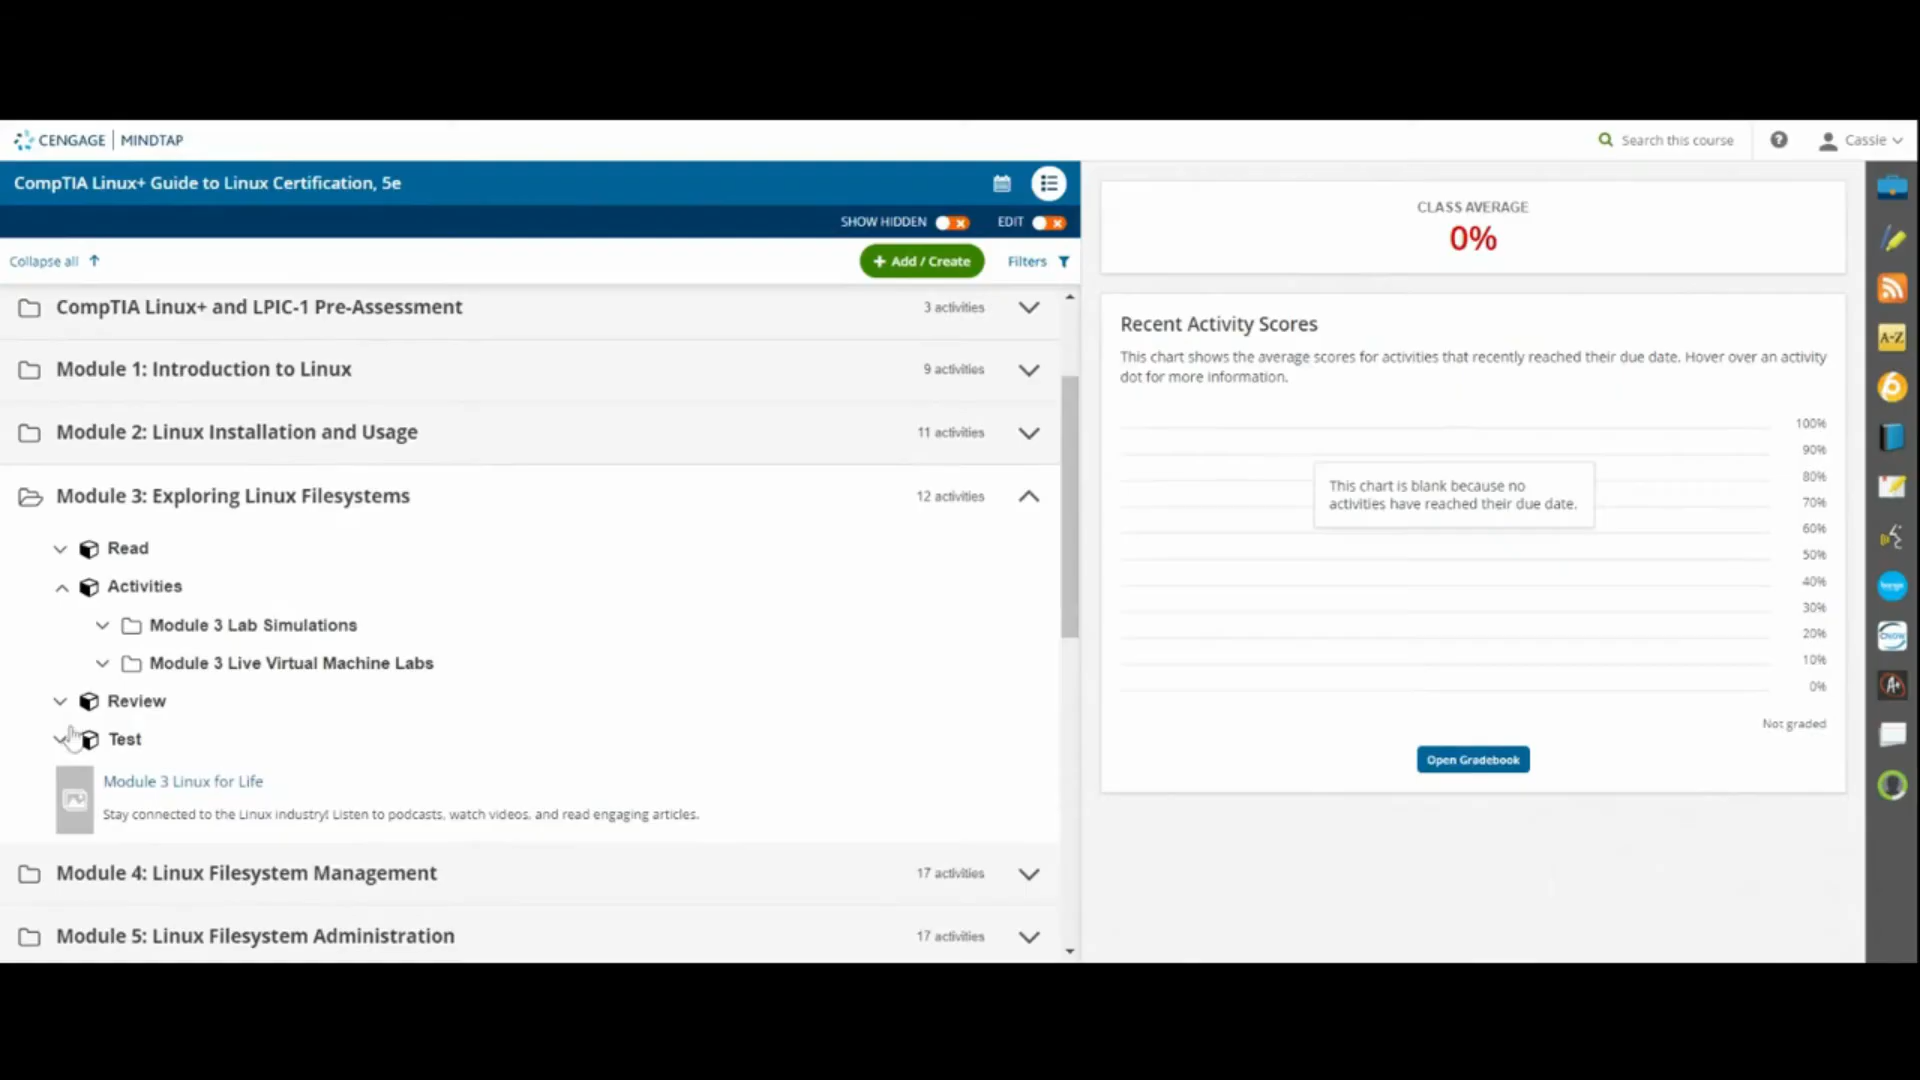 CENGAGE | MINDTAP
Search this course
Cassie
CompTIA Linux+ Guide to Linux Certification, 5e
SHOW HIDDEN
EDIT
Collapse all
+ Add / Create
Filters
CompTIA Linux+ and LPIC-1 Pre-Assessment
3 activities
Module 1: Introduction to Linux
9 activities
Module 2: Linux Installation and Usage
11 activities
Module 3: Exploring Linux Filesystems
12 activities
Read
Activities
Module 3 Lab Simulations
Module 3 Live Virtual Machine Labs
Review
Test
Module 3 Linux for Life
Stay connected to the Linux industry! Listen to podcasts, watch videos, and read engaging articles.
Module 4: Linux Filesystem Management
17 activities
Module 5: Linux Filesystem Administration
17 activities
CLASS AVERAGE
0%
Recent Activity Scores
This chart shows the average scores for activities that recently reached their due date. Hover over an activity
dot for more information.
100%
90%
80%
70%
60%
50%
40%
30%
20%
10%
0%
This chart is blank because no
activities have reached their due date.
Not graded
Open Gradebook
A-Z
A+